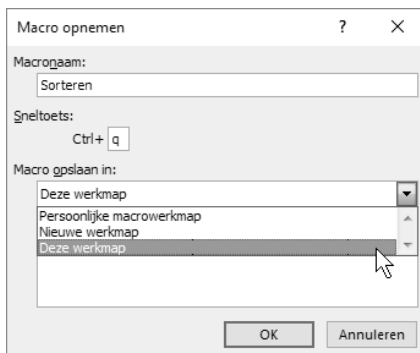 Macro opnemen ? ×
Macronaam:
Sorteren
Sneltoets:
Ctrl+ q
Macro opslaan in:
Deze werkmap
Persoonlijke macrowerkmap
Nieuwe werkmap
Deze werkmap
OK Annuleren